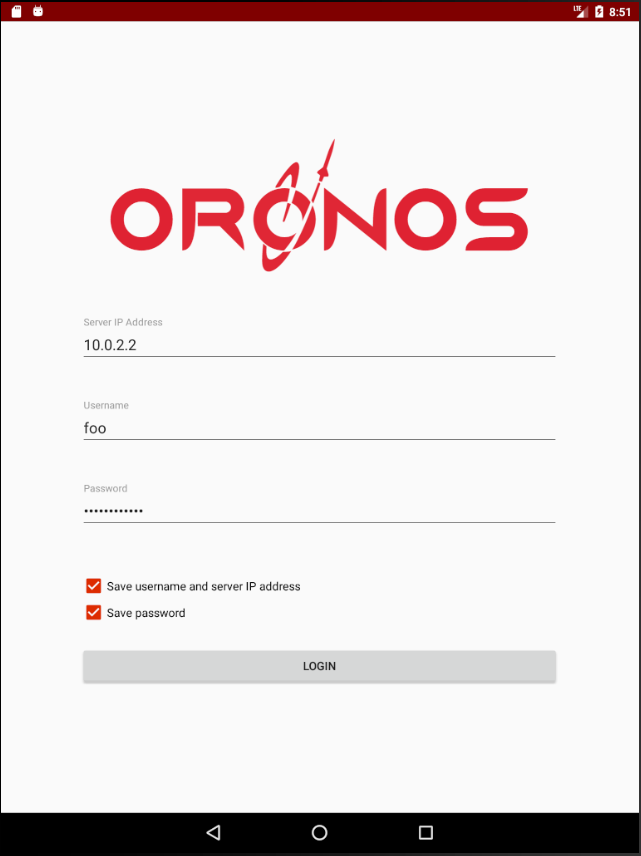 LTE 8:51
ORONOS
Server IP Address
10.0.2.2
Username
foo
Password
••••••••••••
Save username and server IP address
Save password
LOGIN